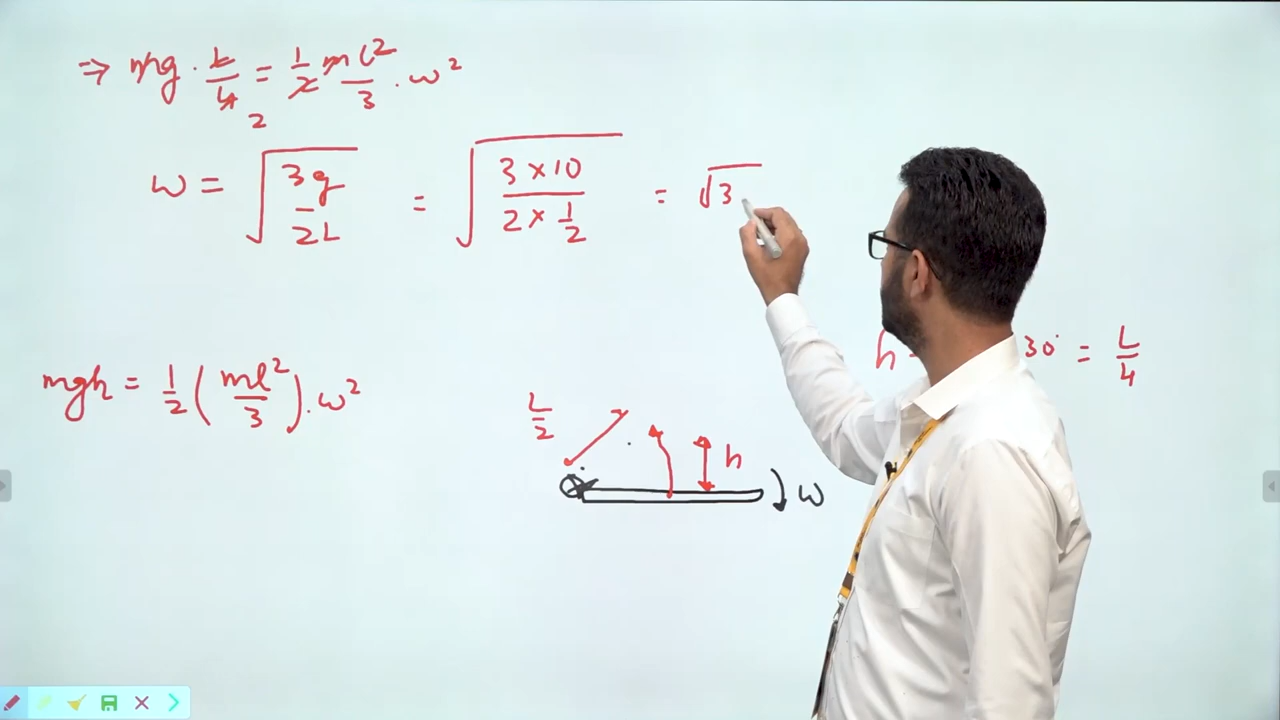 ⇒ mg · L/4 = 1/2 ml²/3 · ω²
2
ω = √(3g/2L) = √(3×10/(2×1/2)) = √3
h = 30° = L/4
mgh = 1/2 (ml²/3) · ω²
L/2
h
ω